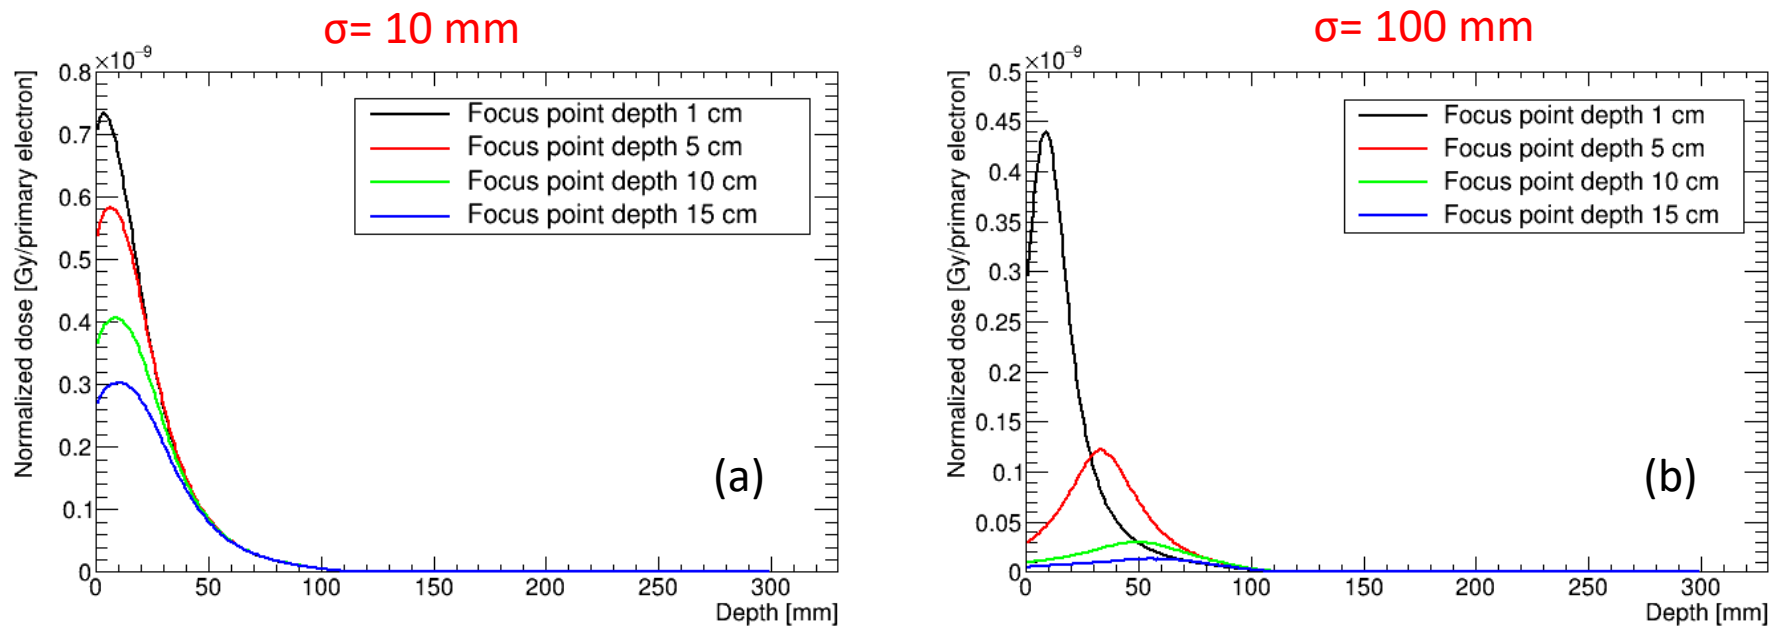 σ= 10 mm
×10⁻⁹
Normalized dose [Gy/primary electron]
0.8
0.7
0.6
0.5
0.4
0.3
0.2
0.1
0
Focus point depth 1 cm
Focus point depth 5 cm
Focus point depth 10 cm
Focus point depth 15 cm
(a)
0 50 100 150 200 250 300
Depth [mm]
σ= 100 mm
×10⁻⁹
Normalized dose [Gy/primary electron]
0.5
0.45
0.4
0.35
0.3
0.25
0.2
0.15
0.1
0.05
0
Focus point depth 1 cm
Focus point depth 5 cm
Focus point depth 10 cm
Focus point depth 15 cm
(b)
0 50 100 150 200 250 300
Depth [mm]